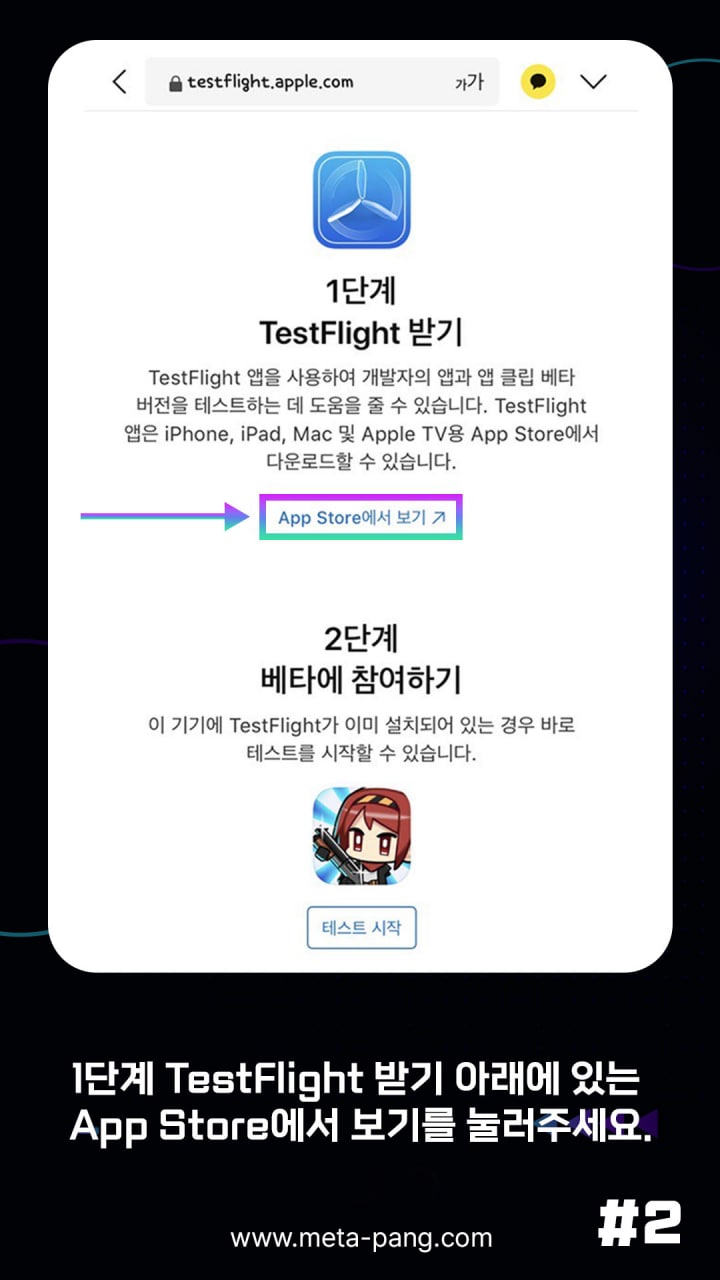 testflight.apple.com
가가
1단계
TestFlight 받기
TestFlight 앱을 사용하여 개발자의 앱과 앱 클립 베타
버전을 테스트하는 데 도움을 줄 수 있습니다. TestFlight
앱은 iPhone, iPad, Mac 및 Apple TV용 App Store에서
다운로드할 수 있습니다.
App Store에서 보기 ↗
2단계
베타에 참여하기
이 기기에 TestFlight가 이미 설치되어 있는 경우 바로
테스트를 시작할 수 있습니다.
테스트 시작
1단계 TestFlight 받기 아래에 있는
App Store에서 보기를 눌러주세요.
#2
www.meta-pang.com